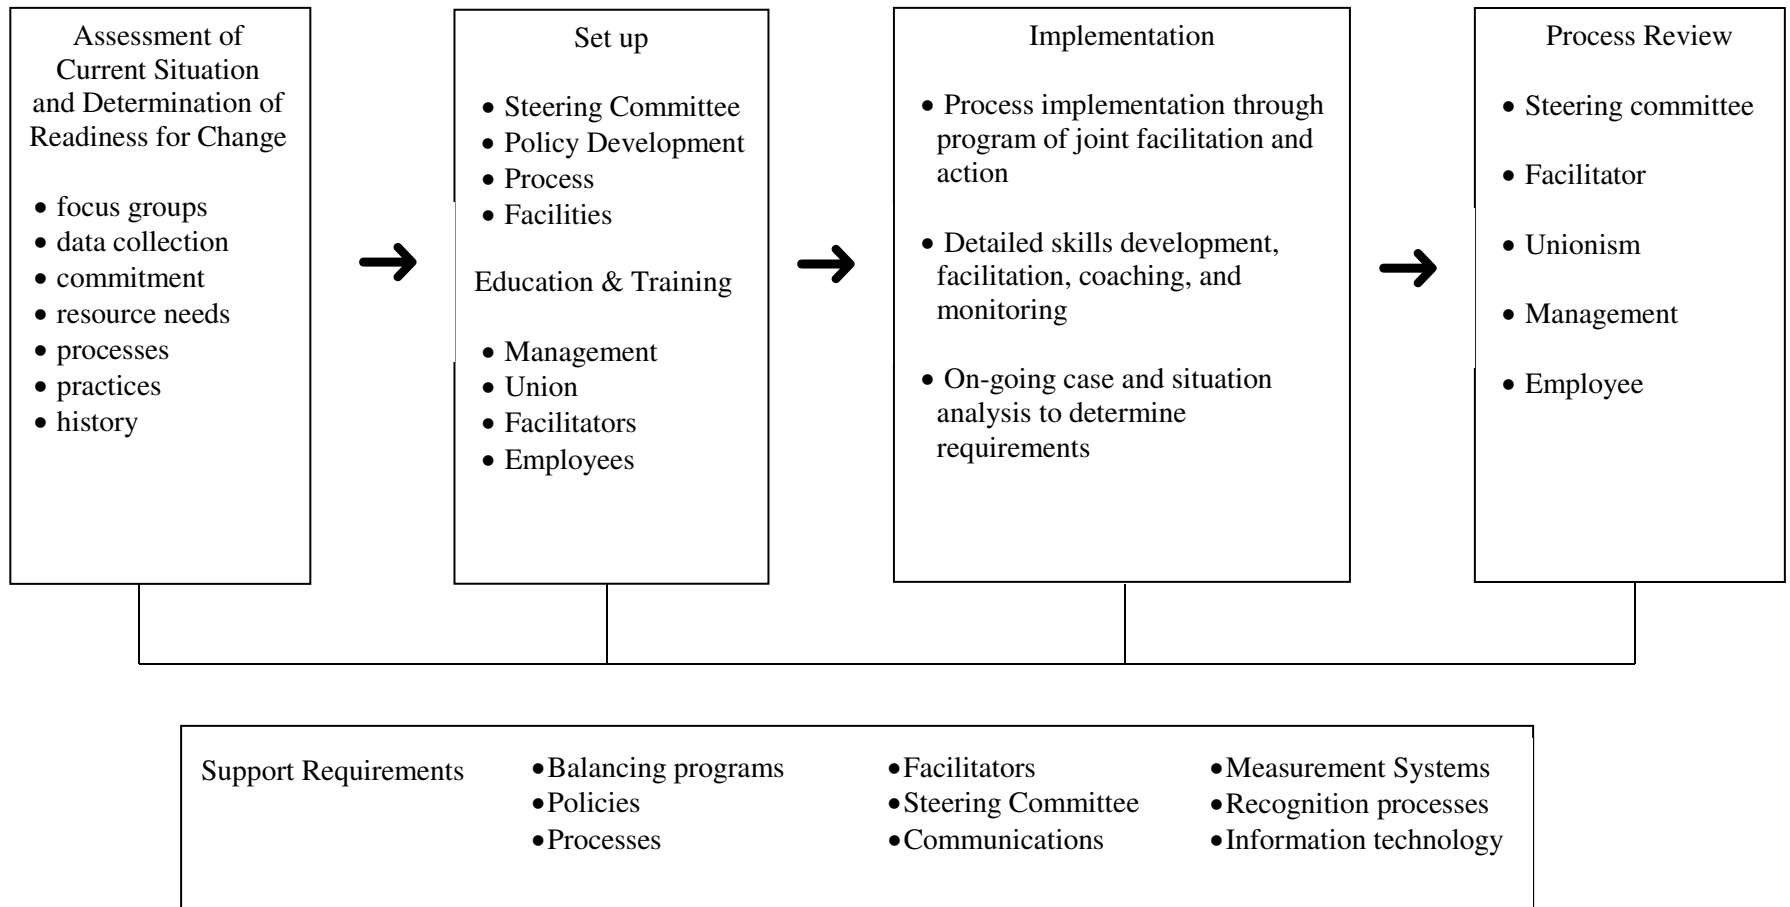 Assessment of
Current Situation
and Determination of
Readiness for Change
• focus groups
• data collection
• commitment
• resource needs
• processes
• practices
• history
Set up
• Steering Committee
• Policy Development
• Process
• Facilities
Education & Training
• Management
• Union
• Facilitators
• Employees
Implementation
• Process implementation through
program of joint facilitation and
action
• Detailed skills development,
facilitation, coaching, and
monitoring
• On-going case and situation
analysis to determine
requirements
Process Review
• Steering committee
• Facilitator
• Unionism
• Management
• Employee
Support Requirements
•Balancing programs
•Policies
•Processes
•Facilitators
•Steering Committee
•Communications
•Measurement Systems
•Recognition processes
•Information technology